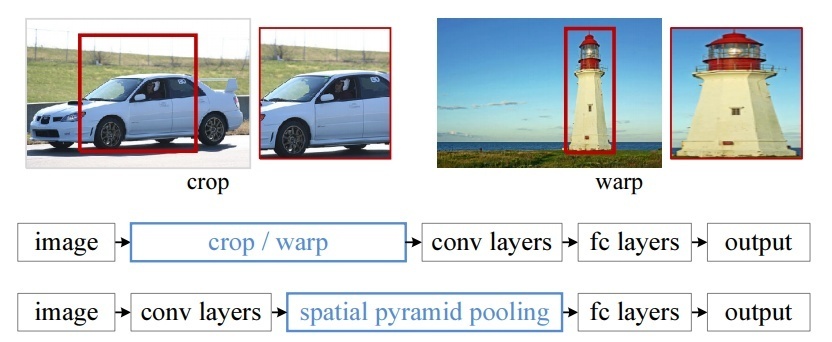 crop
warp
image
crop / warp
conv layers
fc layers
output
image
conv layers
spatial pyramid pooling
fc layers
output